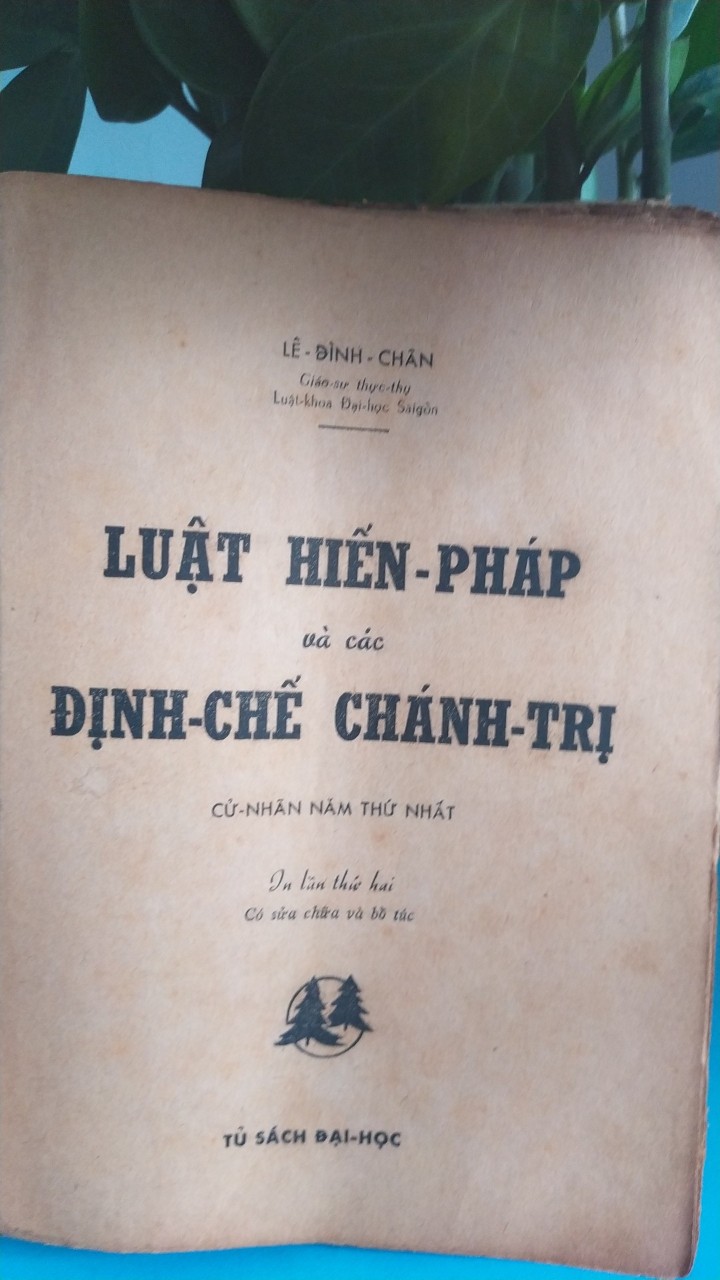 LÊ-ĐÌNH-CHÂN
Giáo-sư thực-thụ
Luật-khoa Đại-học Saigon
LUẬT HIẾN-PHÁP
và các
ĐỊNH-CHẾ CHÁNH-TRỊ
CỬ-NHÂN NĂM THỨ NHẤT
In lần thứ hai
Có sửa chữa và bổ túc
TỦ SÁCH ĐẠI-HỌC